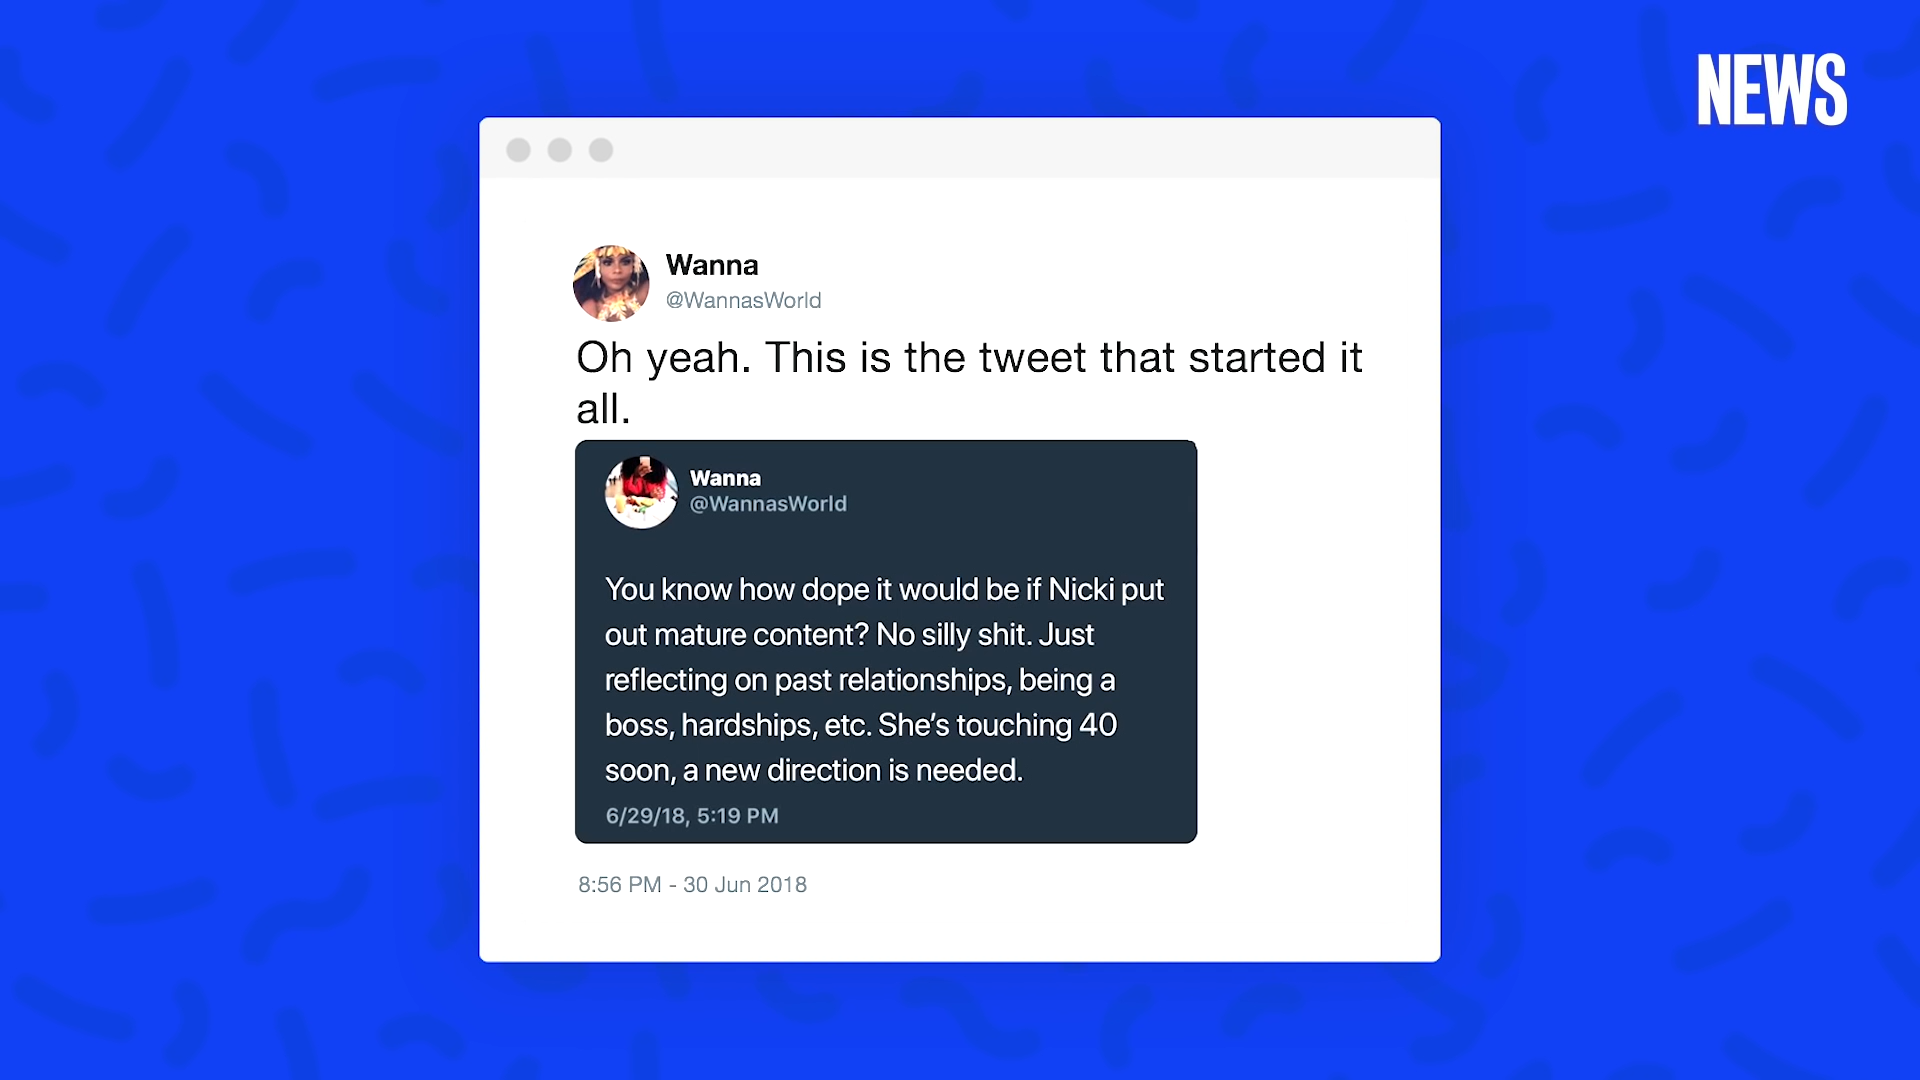 NEWS
Wanna
@WannasWorld
Oh yeah. This is the tweet that started it
all.
Wanna
@WannasWorld
You know how dope it would be if Nicki put
out mature content? No silly shit. Just
reflecting on past relationships, being a
boss, hardships, etc. She’s touching 40
soon, a new direction is needed.
6/29/18, 5:19 PM
8:56 PM - 30 Jun 2018